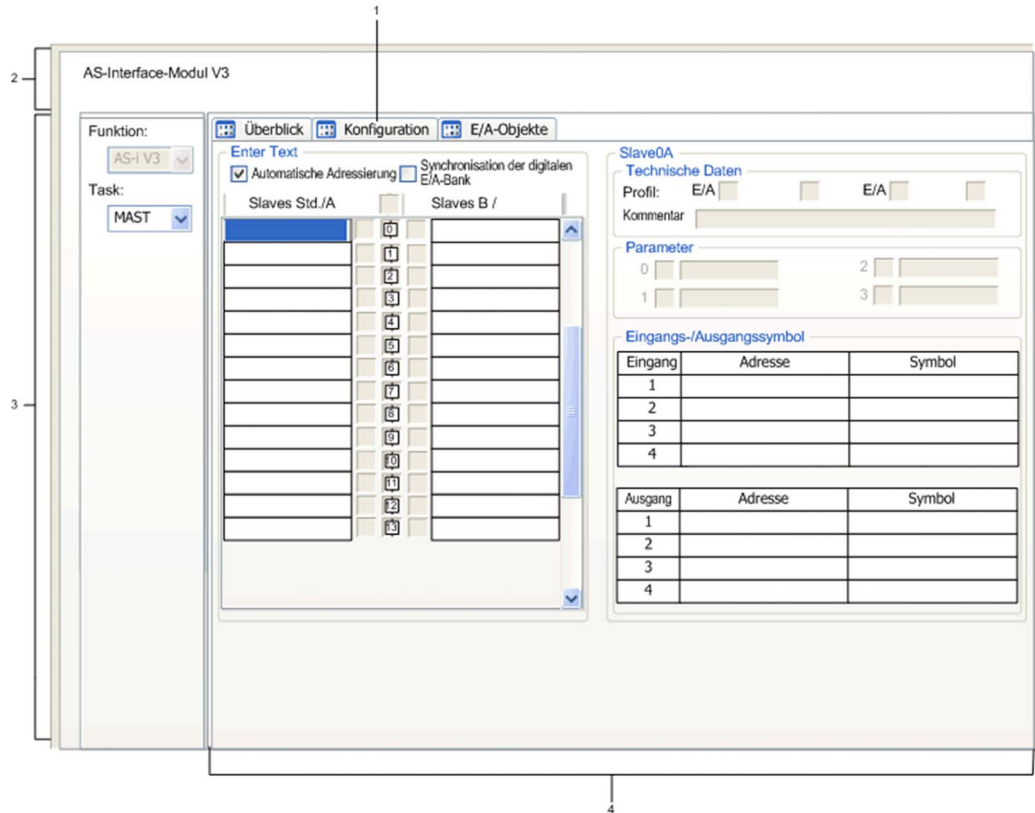 1
2
AS-Interface-Modul V3
3
Funktion:
AS-i V3
Task:
MAST
Überblick
Konfiguration
E/A-Objekte
Enter Text
Automatische Adressierung
Synchronisation der digitalen
E/A-Bank
Slaves Std./A
Slaves B /
0
1
2
3
4
5
6
7
8
9
10
11
12
13
Slave0A
Technische Daten
Profil:
E/A
E/A
Kommentar
Parameter
0
2
1
3
Eingangs-/Ausgangssymbol
Eingang Adresse Symbol
1
2
3
4
Ausgang Adresse Symbol
1
2
3
4
4